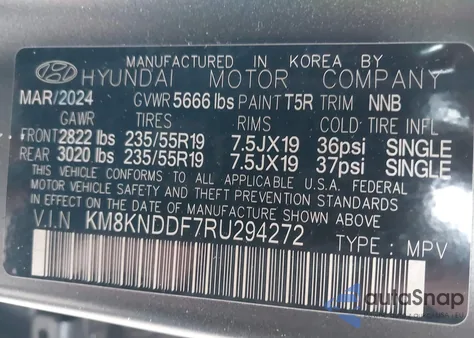 MANUFACTURED IN KOREA BY
HYUNDAI MOTOR COMPANY
MAR/2024 GVWR 5666 lbs PAINT T5R TRIM NNB
GAWR TIRES RIMS COLD TIRE INFL
FRONT 2822 lbs 235/55R19 7.5JX19 36psi SINGLE
REAR 3020 lbs 235/55R19 7.5JX19 37psi SINGLE
THIS VEHICLE CONFORMS TO ALL APPLICABLE U.S.A. FEDERAL
MOTOR VEHICLE SAFETY AND THEFT PREVENTION STANDARDS
IN EFFECT ON THE DATE OF MANUFACTURE SHOWN ABOVE.
V.I.N KM8KNDDF7RU294272 TYPE : MPV
autoSnap